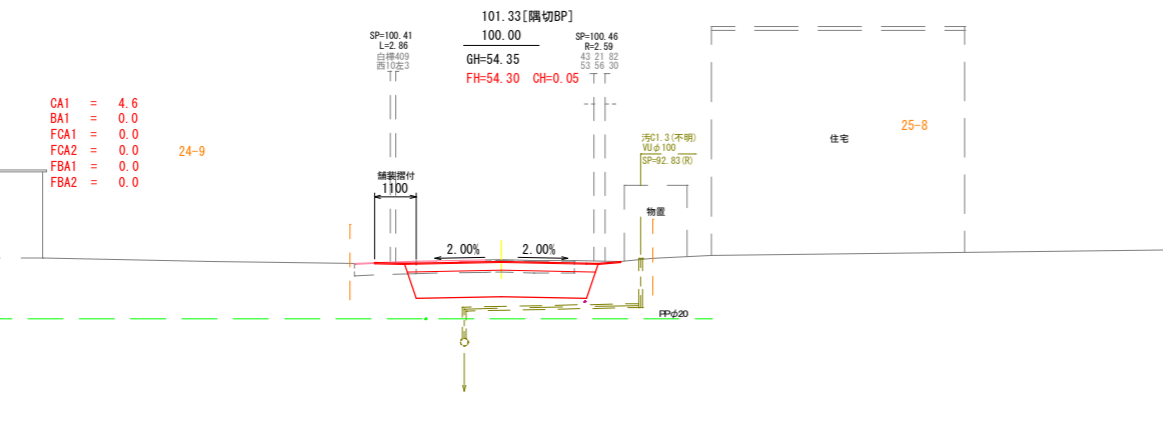 101.33[隅切BP]
100.00
GH=54.35
FH=54.30 CH=0.05
SP=100.41
L=2.86
白樺409
西10左3
SP=100.46
R=2.59
43 21 82
53 56 30
CA1 = 4.6
BA1 = 0.0
FCA1 = 0.0
FCA2 = 0.0
FBA1 = 0.0
FBA2 = 0.0
24-9
25-8
住宅
汚C1.3(不明)
VUφ100
SP=92.83(R)
舗装摺付
1100
物置
2.00% 2.00%
PPφ20